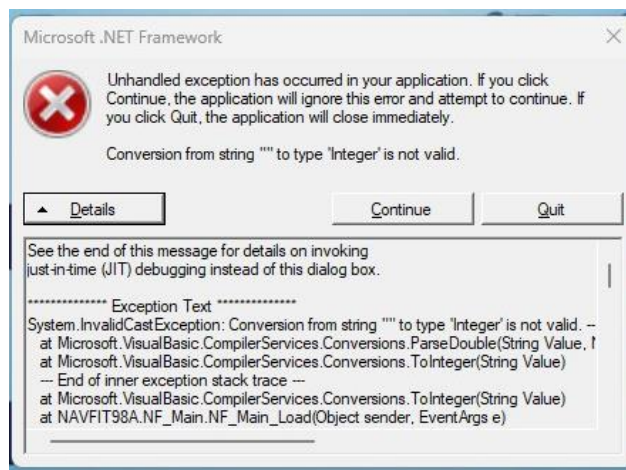 Microsoft .NET Framework
Unhandled exception has occurred in your application. If you click
Continue, the application will ignore this error and attempt to continue. If
you click Quit, the application will close immediately.
Conversion from string "" to type 'Integer' is not valid.
Details
Continue
Quit
See the end of this message for details on invoking
just-in-time (JIT) debugging instead of this dialog box.
************** Exception Text **************
System.InvalidCastException: Conversion from string "" to type 'Integer' is not valid. --
at Microsoft.VisualBasic.CompilerServices.Conversions.ParseDouble(String Value,
at Microsoft.VisualBasic.CompilerServices.Conversions.ToInteger(String Value)
--- End of inner exception stack trace ---
at Microsoft.VisualBasic.CompilerServices.Conversions.ToInteger(String Value)
at NAVFIT98A.NF_Main.NF_Main_Load(Object sender, EventArgs e)